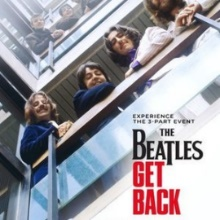 EXPERIENCE
THE 3-PART EVENT
THE
BEATLES
GET
BACK